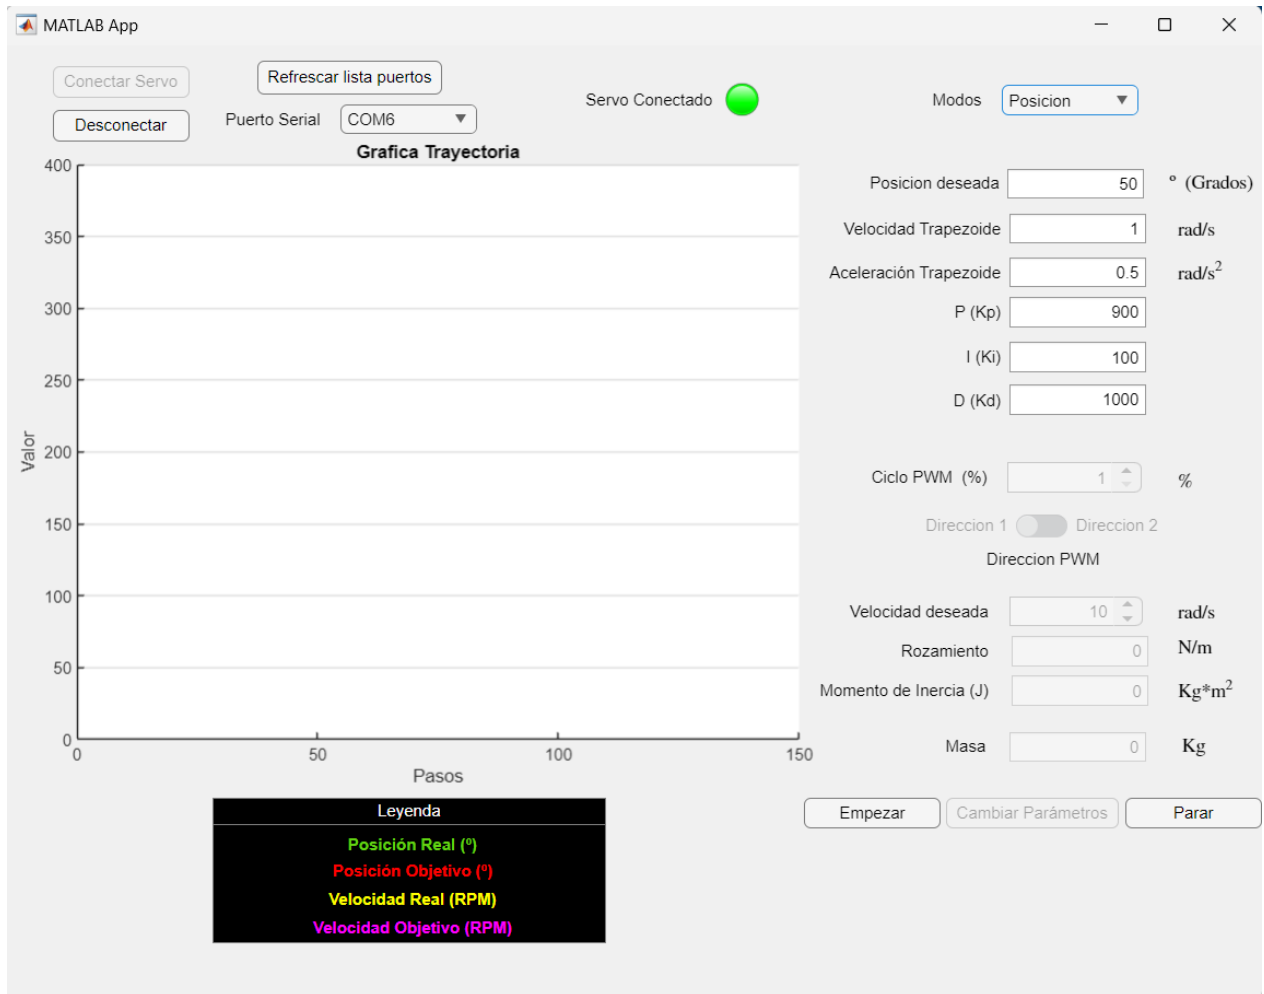 MATLAB App
Conectar Servo
Refrescar lista puertos
Desconectar
Puerto Serial COM6
Servo Conectado
Modos Posicion
Grafica Trayectoria
400
350
300
250
200
150
100
50
0
Valor
0 50 100 150
Pasos
Posicion deseada 50 º (Grados)
Velocidad Trapezoide 1 rad/s
Aceleración Trapezoide 0.5 rad/s²
P (Kp) 900
I (Ki) 100
D (Kd) 1000
Ciclo PWM (%) 1 %
Direccion 1 Direccion 2
Direccion PWM
Velocidad deseada 10 rad/s
Rozamiento 0 N/m
Momento de Inercia (J) 0 Kg*m²
Masa 0 Kg
Empezar Cambiar Parámetros Parar
Leyenda
Posición Real (º)
Posición Objetivo (º)
Velocidad Real (RPM)
Velocidad Objetivo (RPM)